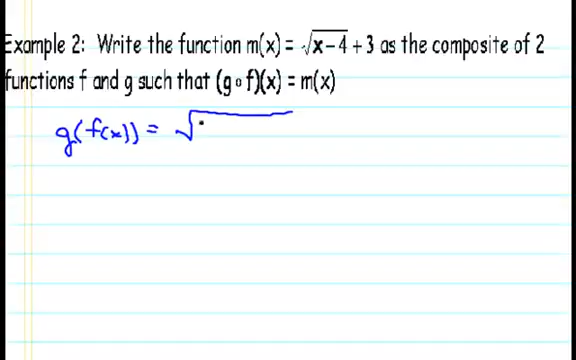 Example 2: Write the function m(x) = √x-4 + 3 as the composite of 2
functions f and g such that (g ∘ f)(x) = m(x)
g(f(x)) = √